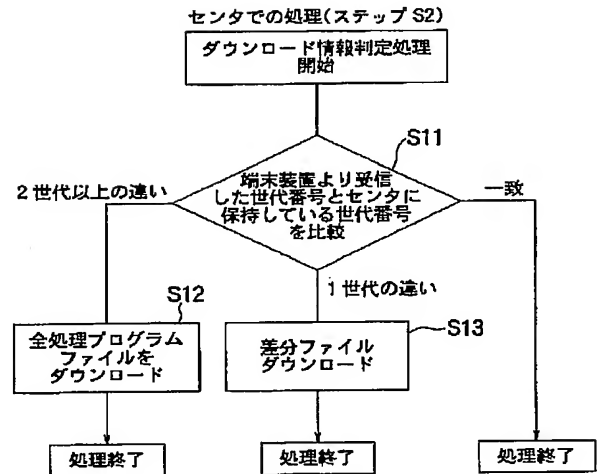 センタでの処理(ステップS2)
ダウンロード情報判定処理
開始
S11
端末装置より受信
した世代番号とセンタに
保持している世代番号
を比較
2世代以上の違い
一致
1世代の違い
S12
全処理プログラム
ファイルを
ダウンロード
S13
差分ファイル
ダウンロード
処理終了
処理終了
処理終了